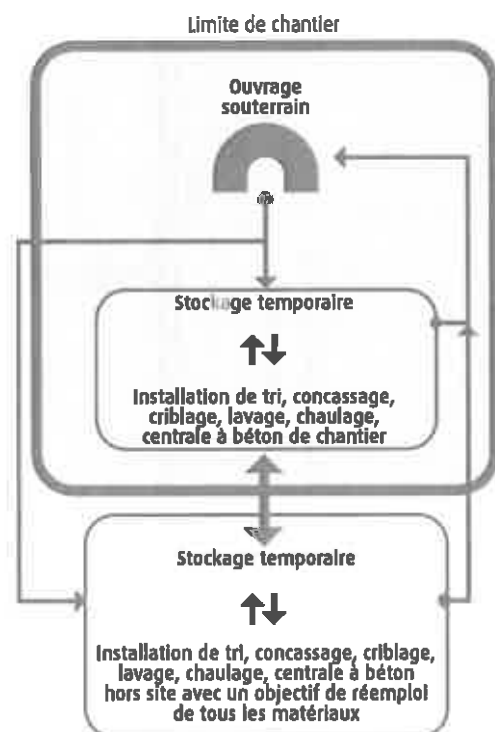 Limite de chantier
Ouvrage
souterrain
Stockage temporaire
Installation de tri, concassage,
criblage, lavage, chaulage,
centrale à béton de chantier
Stockage temporaire
Installation de tri, concassage, criblage,
lavage, chaulage, centrale à béton
hors site avec un objectif de réemploi
de tous les matériaux